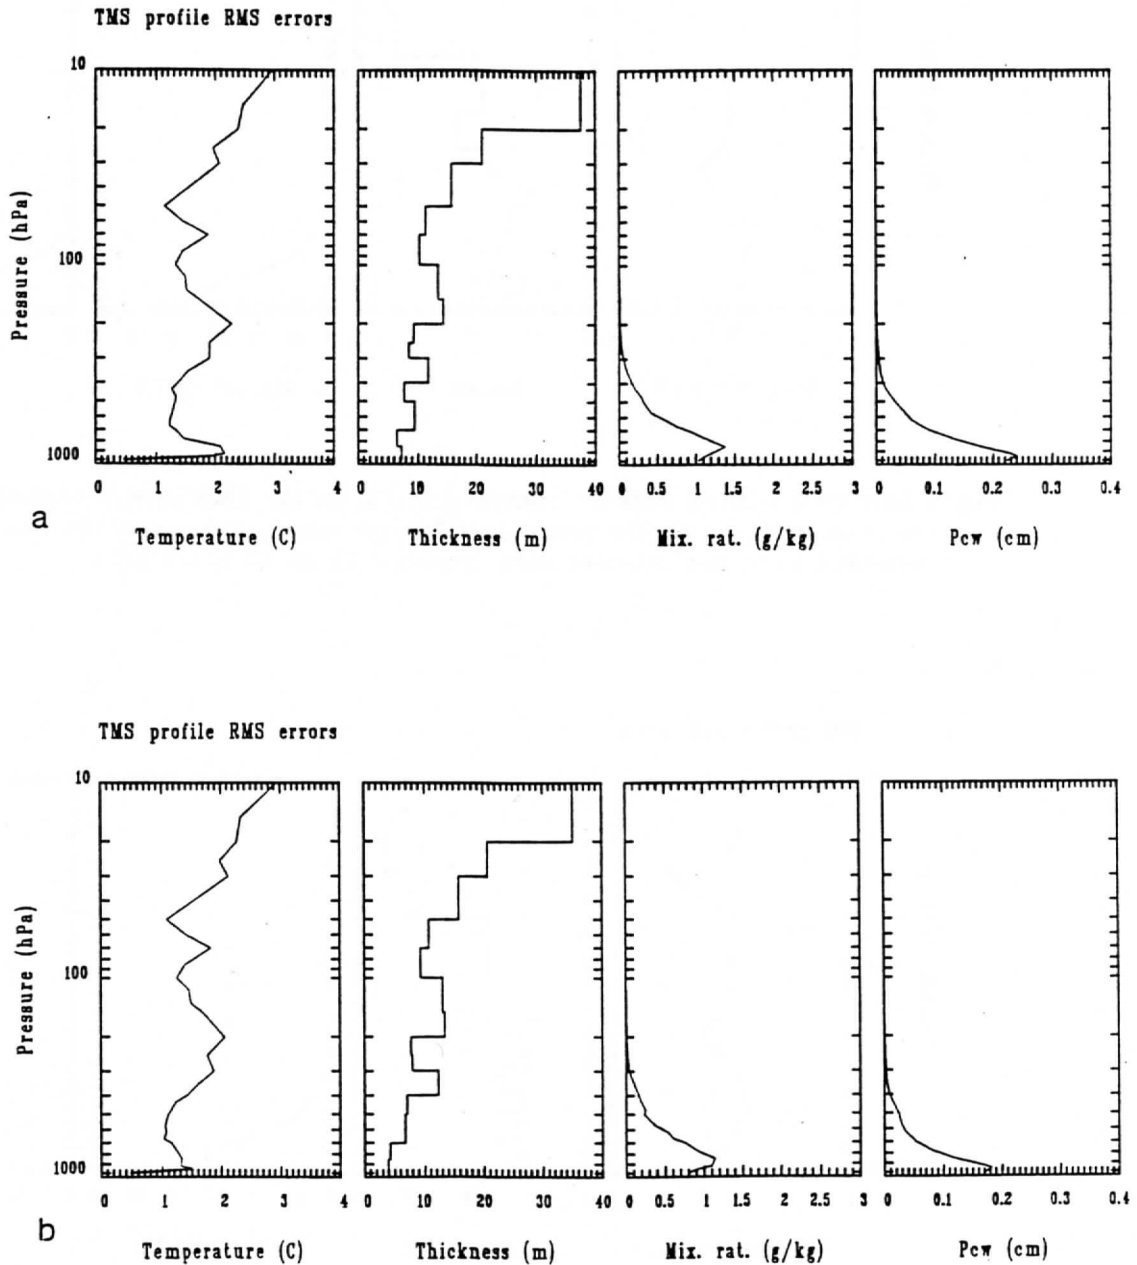 TMS profile RMS errors
10
100
1000
Pressure (hPa)
0 1 2 3 4
0 10 20 30 40
0 0.5 1 1.5 2 2.5 3
0 0.1 0.2 0.3 0.4
a
Temperature (C)
Thickness (m)
Mix. rat. (g/kg)
Pcw (cm)
TMS profile RMS errors
10
100
1000
Pressure (hPa)
0 1 2 3 4
0 10 20 30 40
0 0.5 1 1.5 2 2.5 3
0 0.1 0.2 0.3 0.4
b
Temperature (C)
Thickness (m)
Mix. rat. (g/kg)
Pcw (cm)